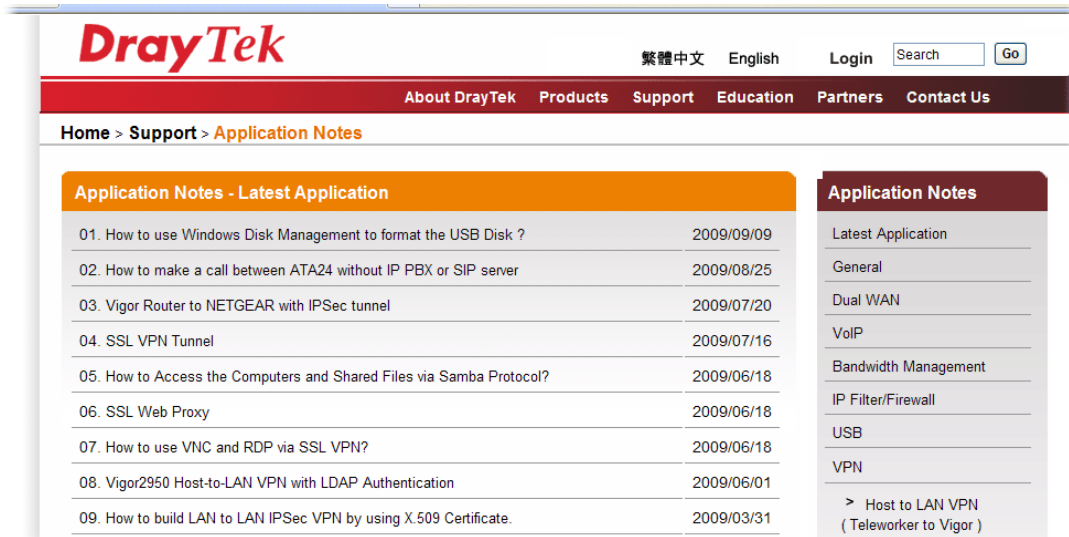 DrayTek
繁體中文 English Login Search Go
About DrayTek Products Support Education Partners Contact Us
Home > Support > Application Notes
Application Notes - Latest Application
01. How to use Windows Disk Management to format the USB Disk ? 2009/09/09
02. How to make a call between ATA24 without IP PBX or SIP server 2009/08/25
03. Vigor Router to NETGEAR with IPSec tunnel 2009/07/20
04. SSL VPN Tunnel 2009/07/16
05. How to Access the Computers and Shared Files via Samba Protocol? 2009/06/18
06. SSL Web Proxy 2009/06/18
07. How to use VNC and RDP via SSL VPN? 2009/06/18
08. Vigor2950 Host-to-LAN VPN with LDAP Authentication 2009/06/01
09. How to build LAN to LAN IPSec VPN by using X.509 Certificate. 2009/03/31
Application Notes
Latest Application
General
Dual WAN
VoIP
Bandwidth Management
IP Filter/Firewall
USB
VPN
> Host to LAN VPN
( Teleworker to Vigor )